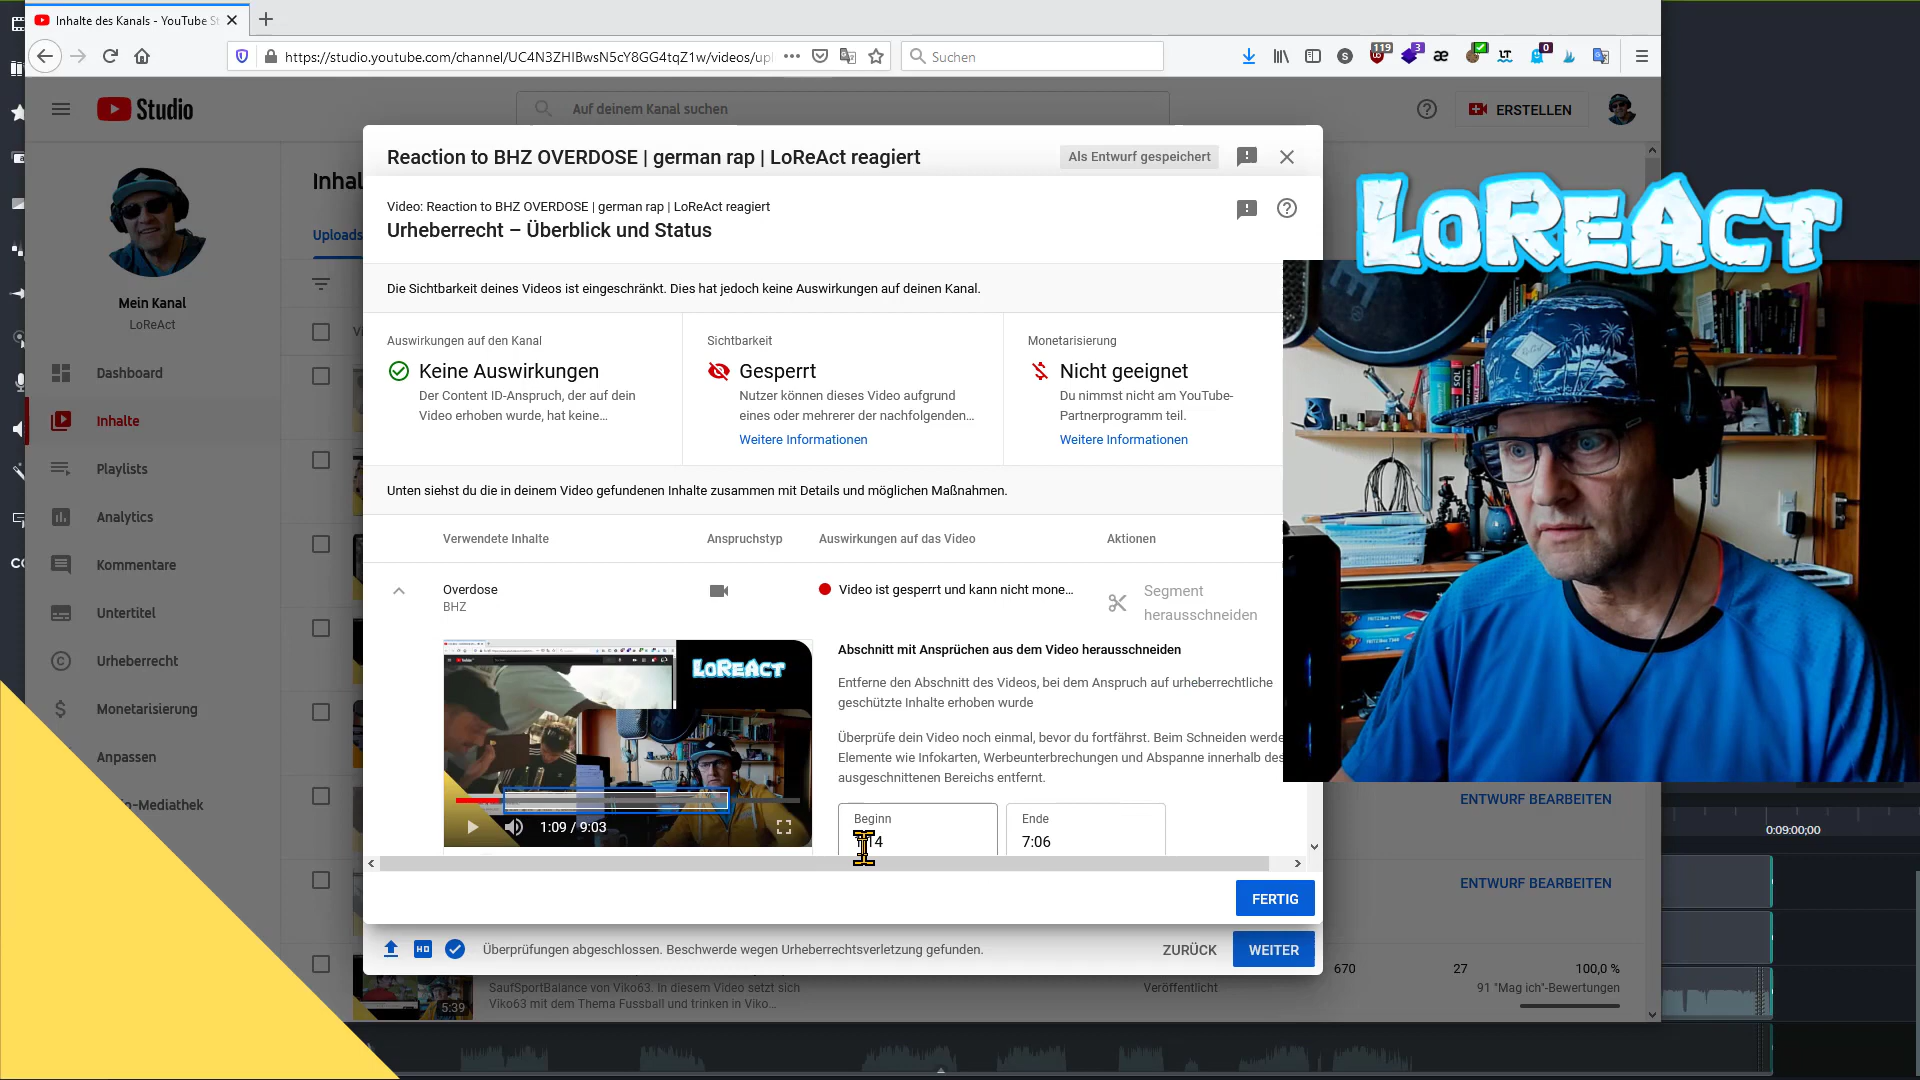 Inhalte des Kanals - YouTube St
https://studio.youtube.com/channel/UC4N3ZHIBwsN5cY8GG4tqZ1w/videos/upl
Suchen
119
3
0
Studio
Auf deinem Kanal suchen
ERSTELLEN
Mein Kanal
LoReAct
Dashboard
Inhalte
Playlists
Analytics
Kommentare
Untertitel
Urheberrecht
Monetarisierung
Anpassen
-Mediathek
Inhal
Uploads
Reaction to BHZ OVERDOSE | german rap | LoReAct reagiert
Als Entwurf gespeichert
Video: Reaction to BHZ OVERDOSE | german rap | LoReAct reagiert
Urheberrecht – Überblick und Status
Die Sichtbarkeit deines Videos ist eingeschränkt. Dies hat jedoch keine Auswirkungen auf deinen Kanal.
Auswirkungen auf den Kanal
Keine Auswirkungen
Der Content ID-Anspruch, der auf dein
Video erhoben wurde, hat keine…
Sichtbarkeit
Gesperrt
Nutzer können dieses Video aufgrund
eines oder mehrerer der nachfolgenden…
Weitere Informationen
Monetarisierung
Nicht geeignet
Du nimmst nicht am YouTube-
Partnerprogramm teil.
Weitere Informationen
Unten siehst du die in deinem Video gefundenen Inhalte zusammen mit Details und möglichen Maßnahmen.
Verwendete Inhalte
Anspruchstyp
Auswirkungen auf das Video
Aktionen
Overdose
BHZ
Video ist gesperrt und kann nicht mone…
Segment
herausschneiden
LOREACT
1:09 / 9:03
Abschnitt mit Ansprüchen aus dem Video herausschneiden
Entferne den Abschnitt des Videos, bei dem Anspruch auf urheberrechtliche
geschützte Inhalte erhoben wurde
Überprüfe dein Video noch einmal, bevor du fortfährst. Beim Schneiden werde
Elemente wie Infokarten, Werbeunterbrechungen und Abspanne innerhalb des
ausgeschnittenen Bereichs entfernt.
Beginn
1:14
Ende
7:06
FERTIG
HD
Überprüfungen abgeschlossen. Beschwerde wegen Urheberrechtsverletzung gefunden.
ZURÜCK
WEITER
ENTWURF BEARBEITEN
ENTWURF BEARBEITEN
SaufSportBalance von Viko63. In diesem Video setzt sich
Viko63 mit dem Thema Fussball und trinken in Viko…
5:39
Veröffentlicht
670
27
100,0 %
91 "Mag ich"-Bewertungen
0:09:00;00
LOREACT